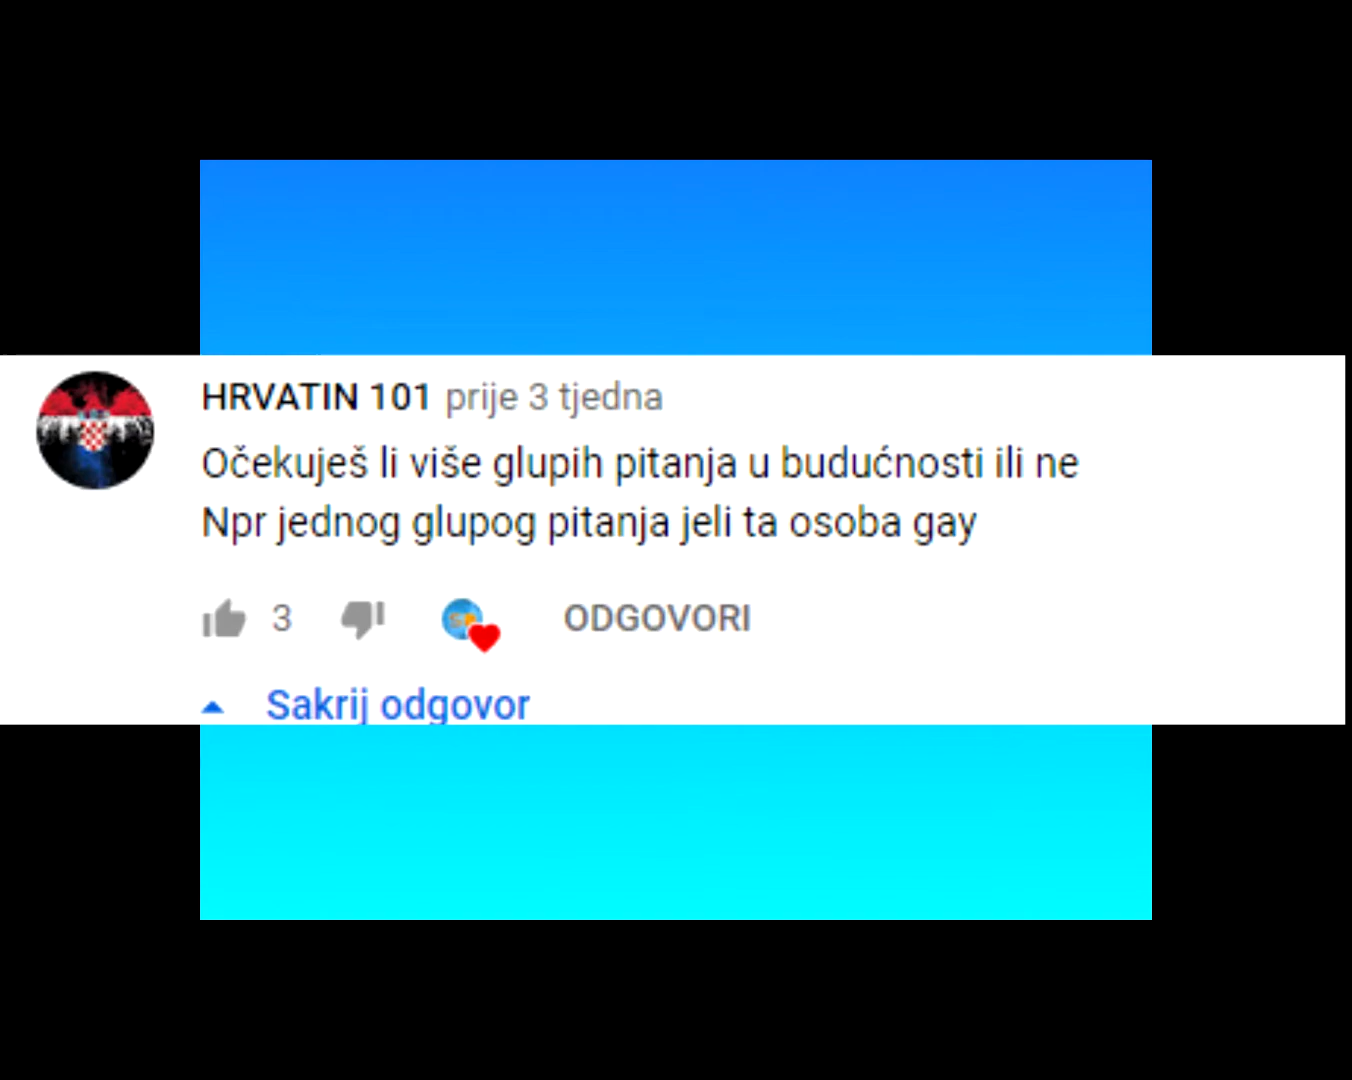 HRVATIN 101 prije 3 tjedna
Očekuješ li više glupih pitanja u budućnosti ili ne
Npr jednog glupog pitanja jeli ta osoba gay
3 ODGOVORI
Sakrij odgovor